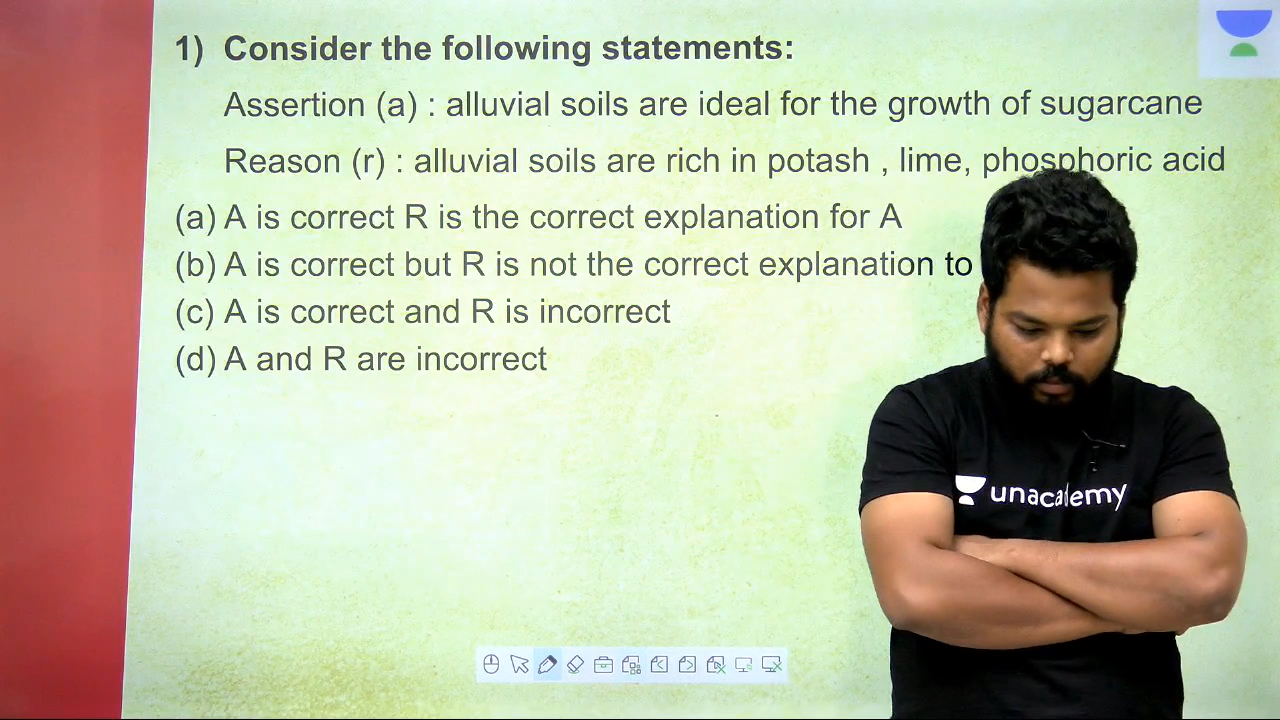 1) Consider the following statements:
Assertion (a) : alluvial soils are ideal for the growth of sugarcane
Reason (r) : alluvial soils are rich in potash , lime, phosphoric acid
(a) A is correct R is the correct explanation for A
(b) A is correct but R is not the correct explanation to
(c) A is correct and R is incorrect
(d) A and R are incorrect
unacademy